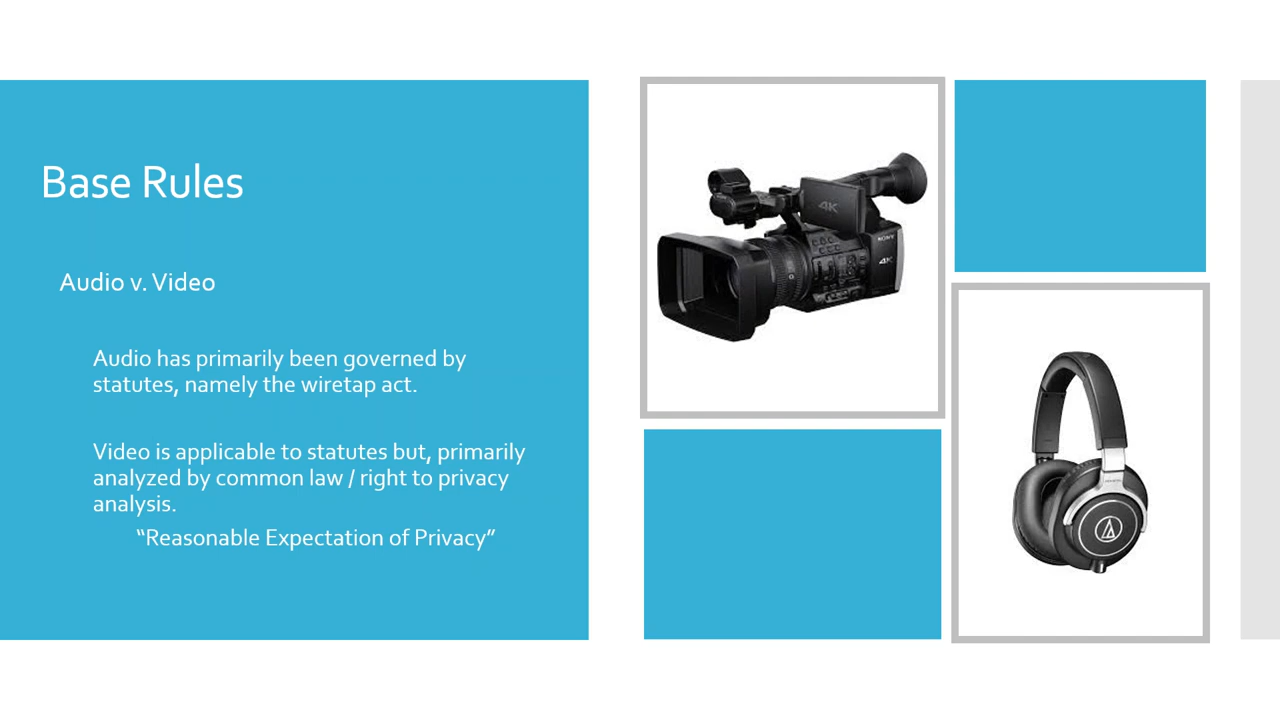 Base Rules
Audio v. Video
Audio has primarily been governed by
statutes, namely the wiretap act.
Video is applicable to statutes but, primarily
analyzed by common law / right to privacy
analysis.
“Reasonable Expectation of Privacy”
4K
SONY
4K